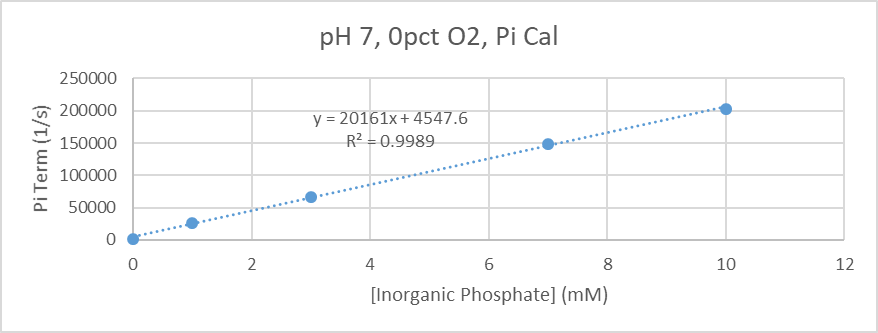 pH 7, 0pct O2, Pi Cal
250000
200000
150000
100000
50000
0
Pi Term (1/s)
y = 20161x + 4547.6
R² = 0.9989
0 2 4 6 8 10 12
[Inorganic Phosphate] (mM)